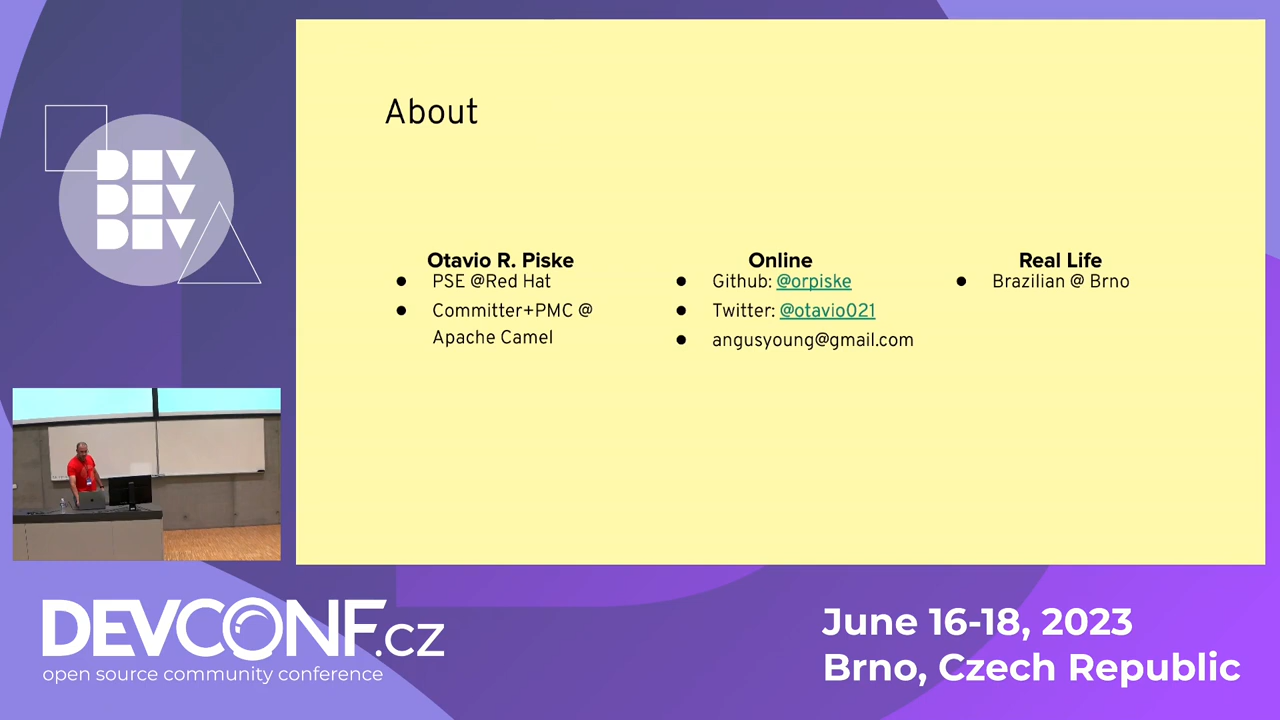 About
Otavio R. Piske
PSE @Red Hat
Committer+PMC @
Apache Camel
Online
Github: @orpiske
Twitter: @otavio021
angusyoung@gmail.com
Real Life
Brazilian @ Brno
DEV
DEV
DEV
DEVCONF.cz
open source community conference
June 16-18, 2023
Brno, Czech Republic